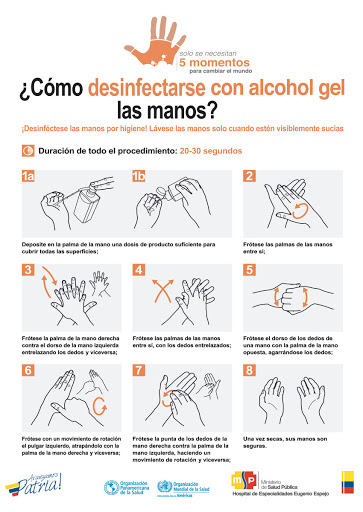 solo se necesitan
5 momentos
para cambiar el mundo
¿Cómo desinfectarse con alcohol gel
las manos?
¡Desinféctese las manos por higiene! Lávese las manos solo cuando estén visiblemente sucias
Duración de todo el procedimiento: 20-30 segundos
1a
1b
2
Deposite en la palma de la mano una dosis de producto suficiente para
cubrir todas las superficies;
Frótese las palmas de las manos
entre sí;
3
4
5
Frótese la palma de la mano derecha
contra el dorso de la mano izquierda
entrelazando los dedos y viceversa;
Frótese las palmas de las manos
entre sí, con los dedos entrelazados;
Frótese el dorso de los dedos de
una mano con la palma de la mano
opuesta, agarrándose los dedos;
6
7
8
Frótese con un movimiento de rotación
el pulgar izquierdo, atrapándolo con la
palma de la mano derecha y viceversa;
Frótese la punta de los dedos de la
mano derecha contra la palma de la
mano izquierda, haciendo un
movimiento de rotación y viceversa;
Una vez secas, sus manos son
seguras.
Avanzamos
Patria!
Organización
Panamericana
de la Salud
Organización
Mundial de la Salud
Américas
msp
Ministerio
de Salud Pública
Hospital de Especialidades Eugenio Espejo